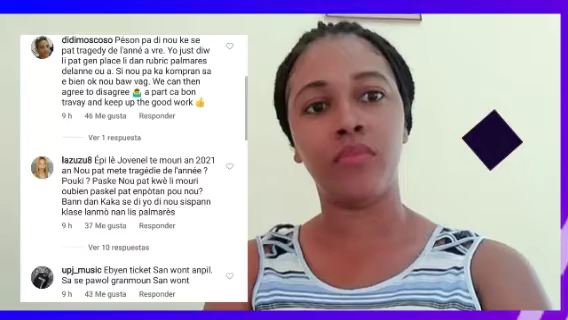 didimoscoso Pèson pa di nou ke se
pat tragedy de l'anné a vre. Yo just diw
li pat gen place li dan rubric palmares
delanne ou a. Si nou pa ka kompran sa
e bien ok nou baw vag. We can then
agree to disagree 🤷‍♂️ a part ca bon
travay and keep up the good work 👍
9 h 46 Me gusta Responder
Ver 1 respuesta
lazuzu8 Épi lê Jovenel te mouri an 2021
an Nou pat mete tragédie de l'année ?
Pouki ? Paske Nou pat kwè li mouri
oubien paskel pat enpòtan pou nou?
Bann dan Kaka se di yo di nou sispann
klase lanmò nan lis palmarès
9 h 37 Me gusta Responder
Ver 10 respuestas
upj_music Ebyen ticket San wont anpil.
Sa se pawol granmoun San wont
9 h 43 Me gusta Responder